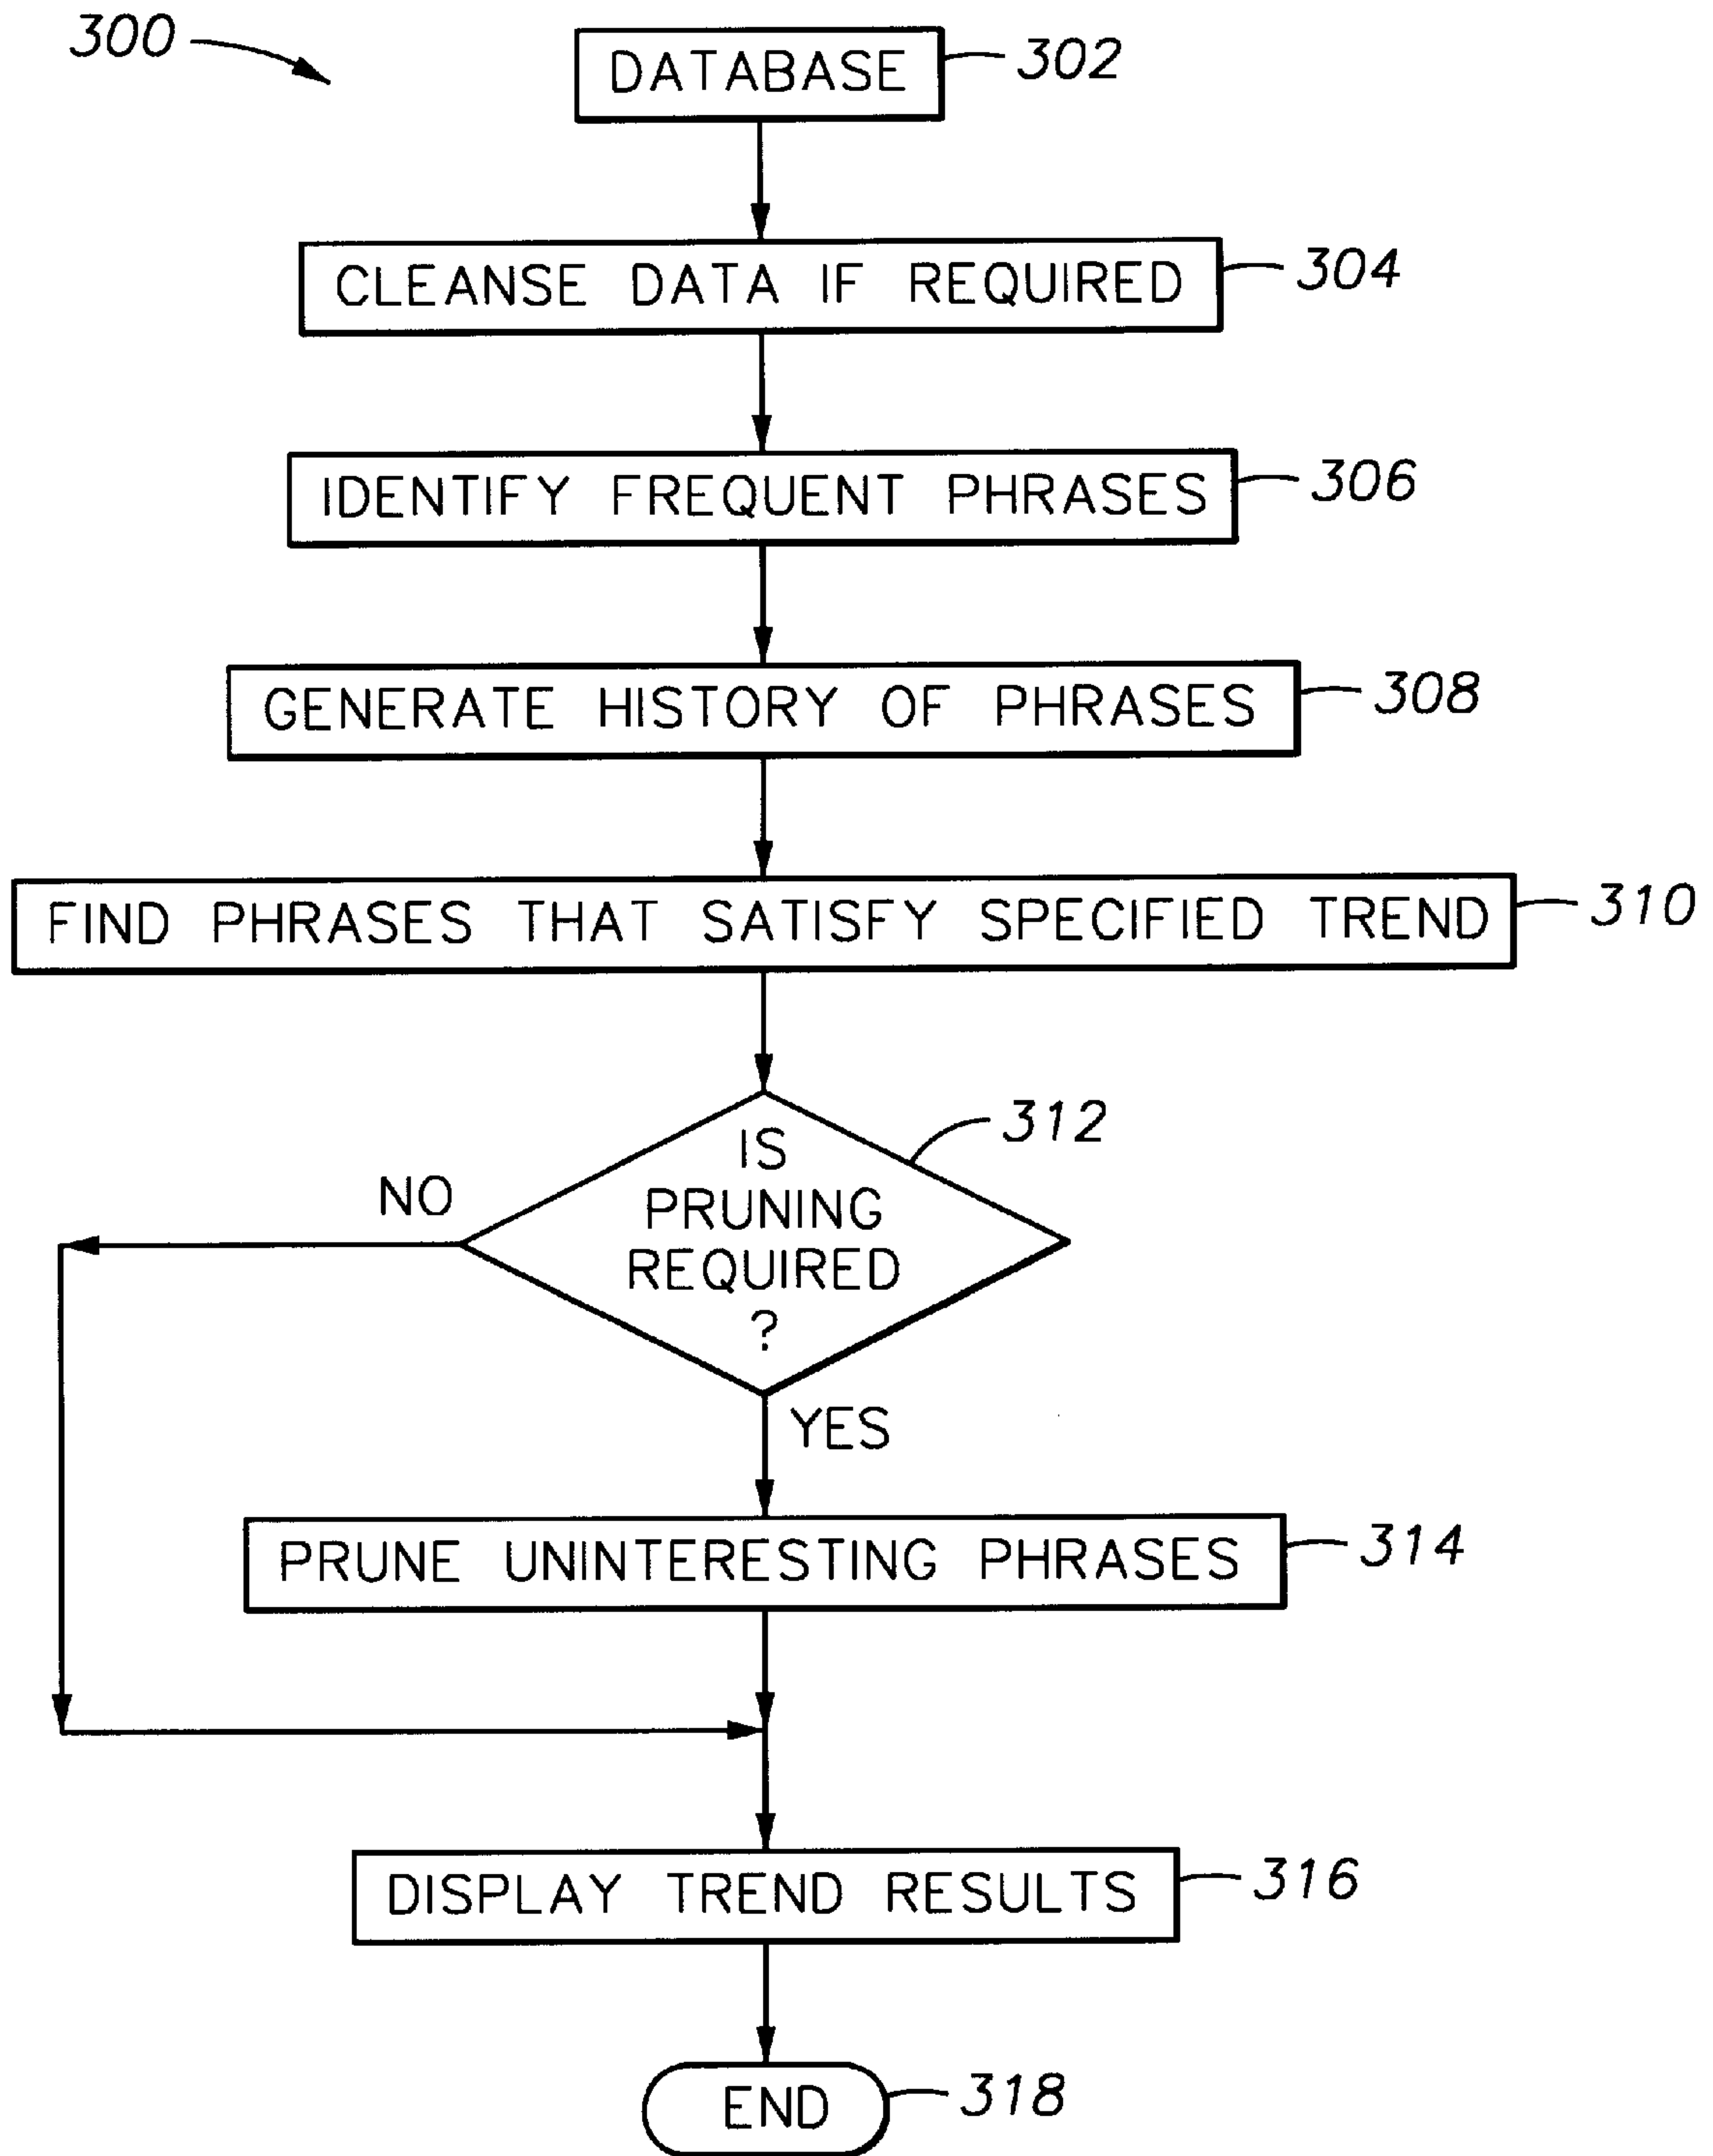 300
DATABASE
302
CLEANSE DATA IF REQUIRED
304
IDENTIFY FREQUENT PHRASES
306
GENERATE HISTORY OF PHRASES
308
FIND PHRASES THAT SATISFY SPECIFIED TREND
310
IS
PRUNING
REQUIRED
?
312
NO
YES
PRUNE UNINTERESTING PHRASES
314
DISPLAY TREND RESULTS
316
END
318